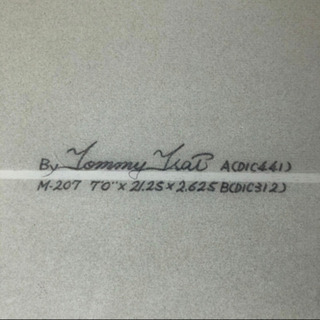 By Tommy Kat A(DIC441)
M-207 7'0" x 21.25 x 2.625 B(DIC312)